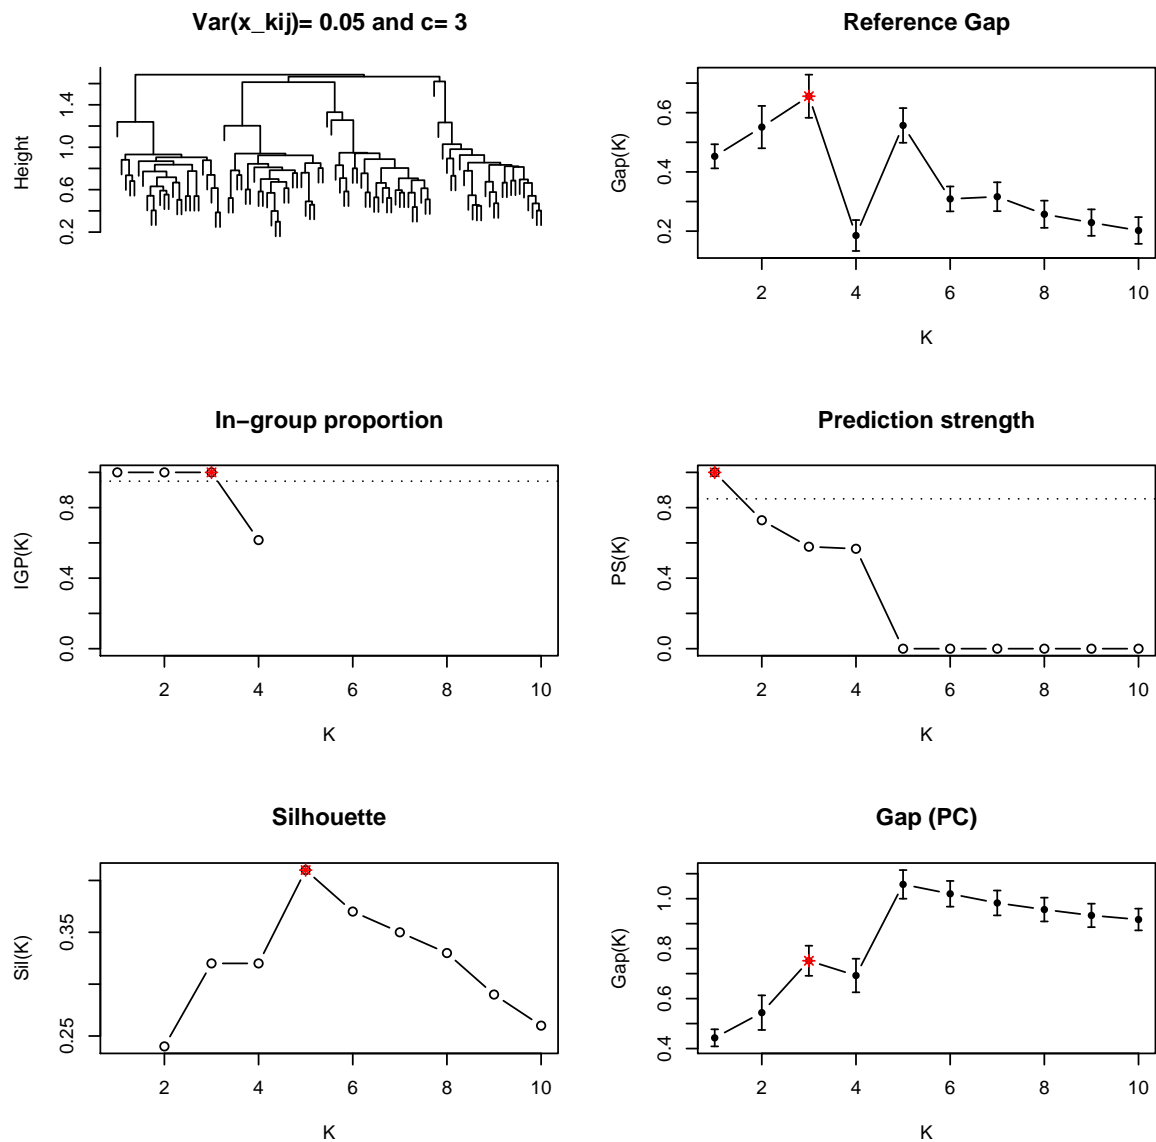 Var(x_kij)= 0.05 and c= 3
Height
0.2 0.6 1.0 1.4
Reference Gap
Gap(K)
0.2 0.4 0.6
2 4 6 8 10
K
In−group proportion
IGP(K)
0.0 0.4 0.8
2 4 6 8 10
K
Prediction strength
PS(K)
0.0 0.4 0.8
2 4 6 8 10
K
Silhouette
Sil(K)
0.25 0.35
2 4 6 8 10
K
Gap (PC)
Gap(K)
0.4 0.6 0.8 1.0
2 4 6 8 10
K